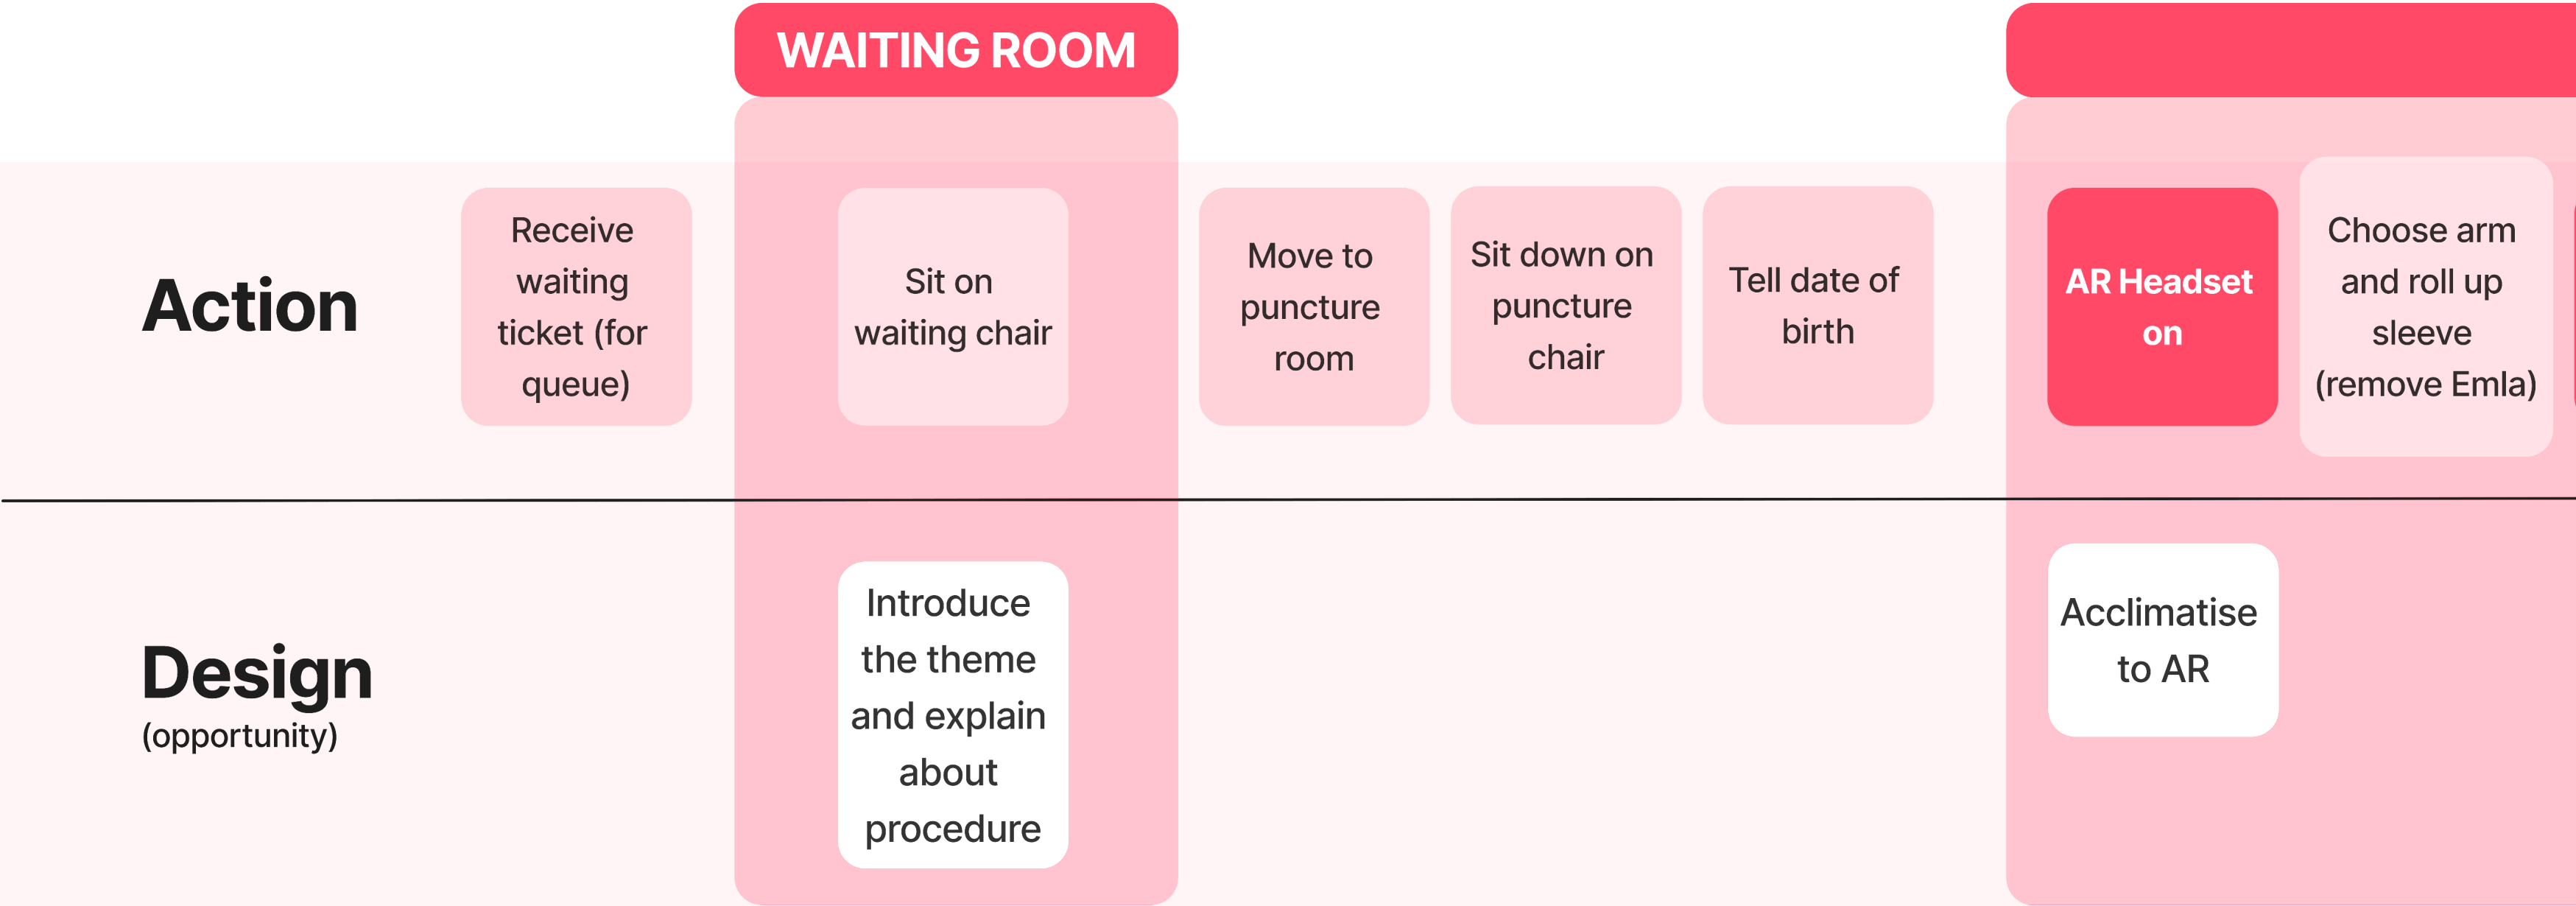 WAITING ROOM
Action
Receive
waiting
ticket (for
queue)
Sit on
waiting chair
Move to
puncture
room
Sit down on
puncture
chair
Tell date of
birth
AR Headset
on
Choose arm
and roll up
sleeve
(remove Emla)
Design
(opportunity)
Introduce
the theme
and explain
about
procedure
Acclimatise
to AR